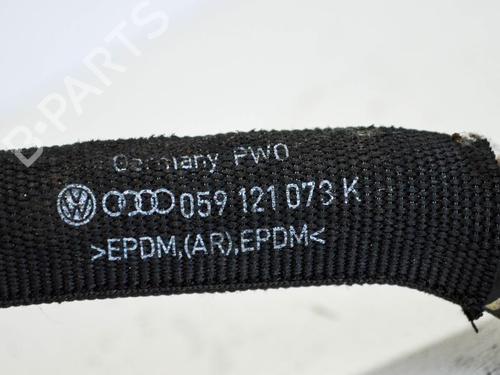 B-PARTS
Germany PWO
059 121 073 K
>EPDM,(AR),EPDM<